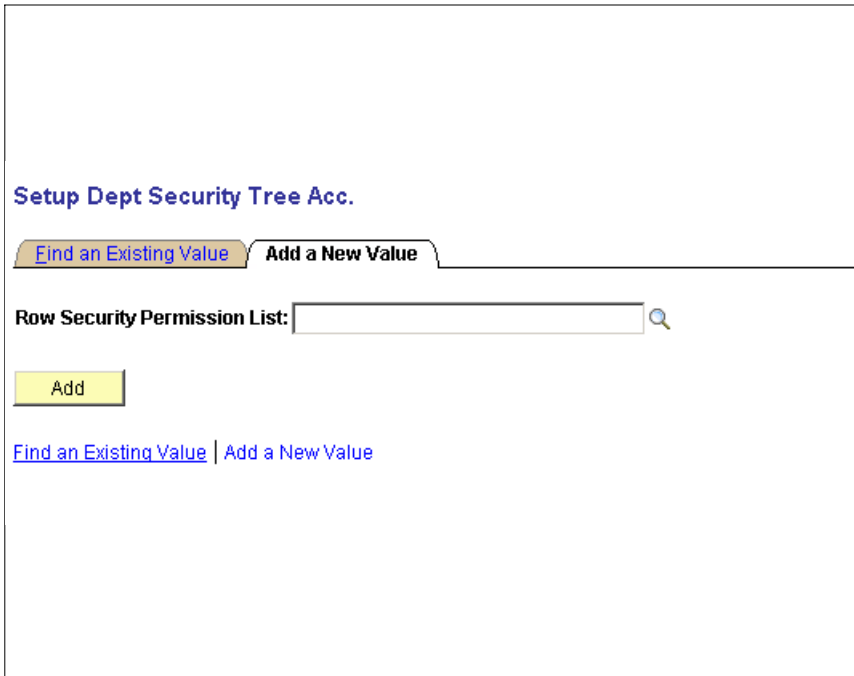 Setup Dept Security Tree Acc.
Find an Existing Value Add a New Value
Row Security Permission List:
Add
Find an Existing Value | Add a New Value